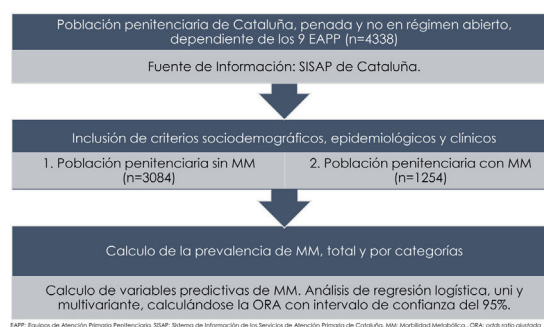 Población penitenciaria de Cataluña, penada y no en régimen abierto,
dependiente de los 9 EAPP (n=4338)
Fuente de Información: SISAP de Cataluña.
Inclusión de criterios sociodemográficos, epidemiológicos y clínicos
1. Población penitenciaria sin MM
(n=3084)
2. Población penitenciaria con MM
(n=1254)
Calculo de la prevalencia de MM, total y por categorías
Calculo de variables predictivas de MM. Análisis de regresión logística, uni y
multivariante, calculándose la ORA con intervalo de confianza del 95%.
EAPP: Equipos de Atención Primaria Penitenciaria. SISAP: Sistema de Información de los Servicios de Atención Primaria de Cataluña. MM: Morbilidad Metabólica. ORA: odds ratio ajustada